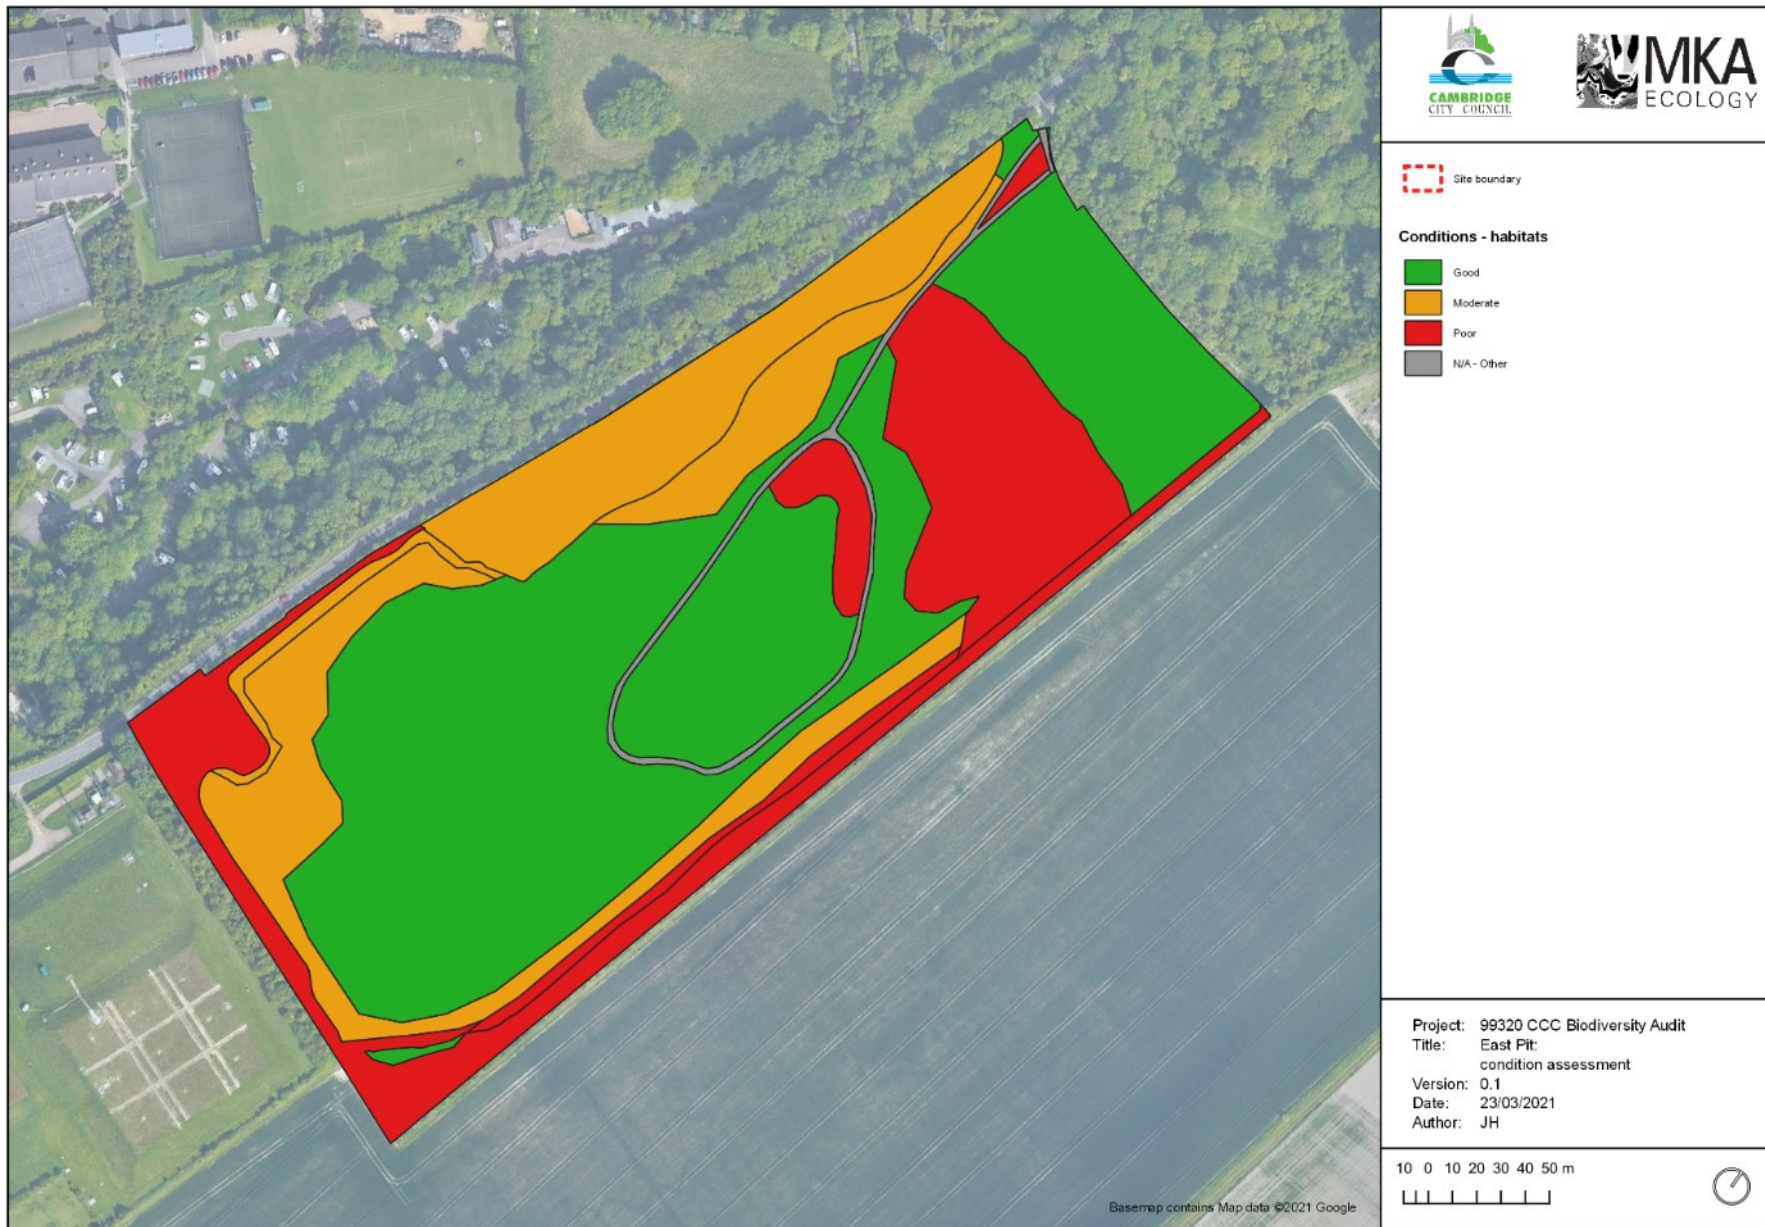 CAMBRIDGE
CITY COUNCIL
MKA
ECOLOGY
Site boundary
Conditions - habitats
Good
Moderate
Poor
N/A - Other
Project: 99320 CCC Biodiversity Audit
Title: East Pit:
condition assessment
Version: 0.1
Date: 23/03/2021
Author: JH
10 0 10 20 30 40 50 m
Basemap contains Map data ©2021 Google